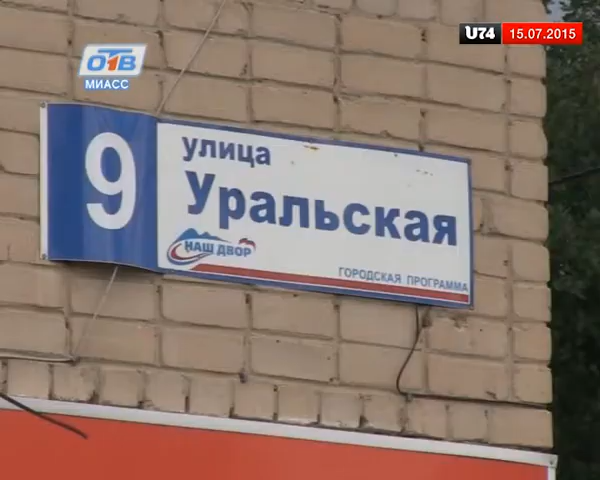 ОТВ
МИАСС
U74 15.07.2015
9
улица
Уральская
НАШ ДВОР
ГОРОДСКАЯ ПРОГРАММА